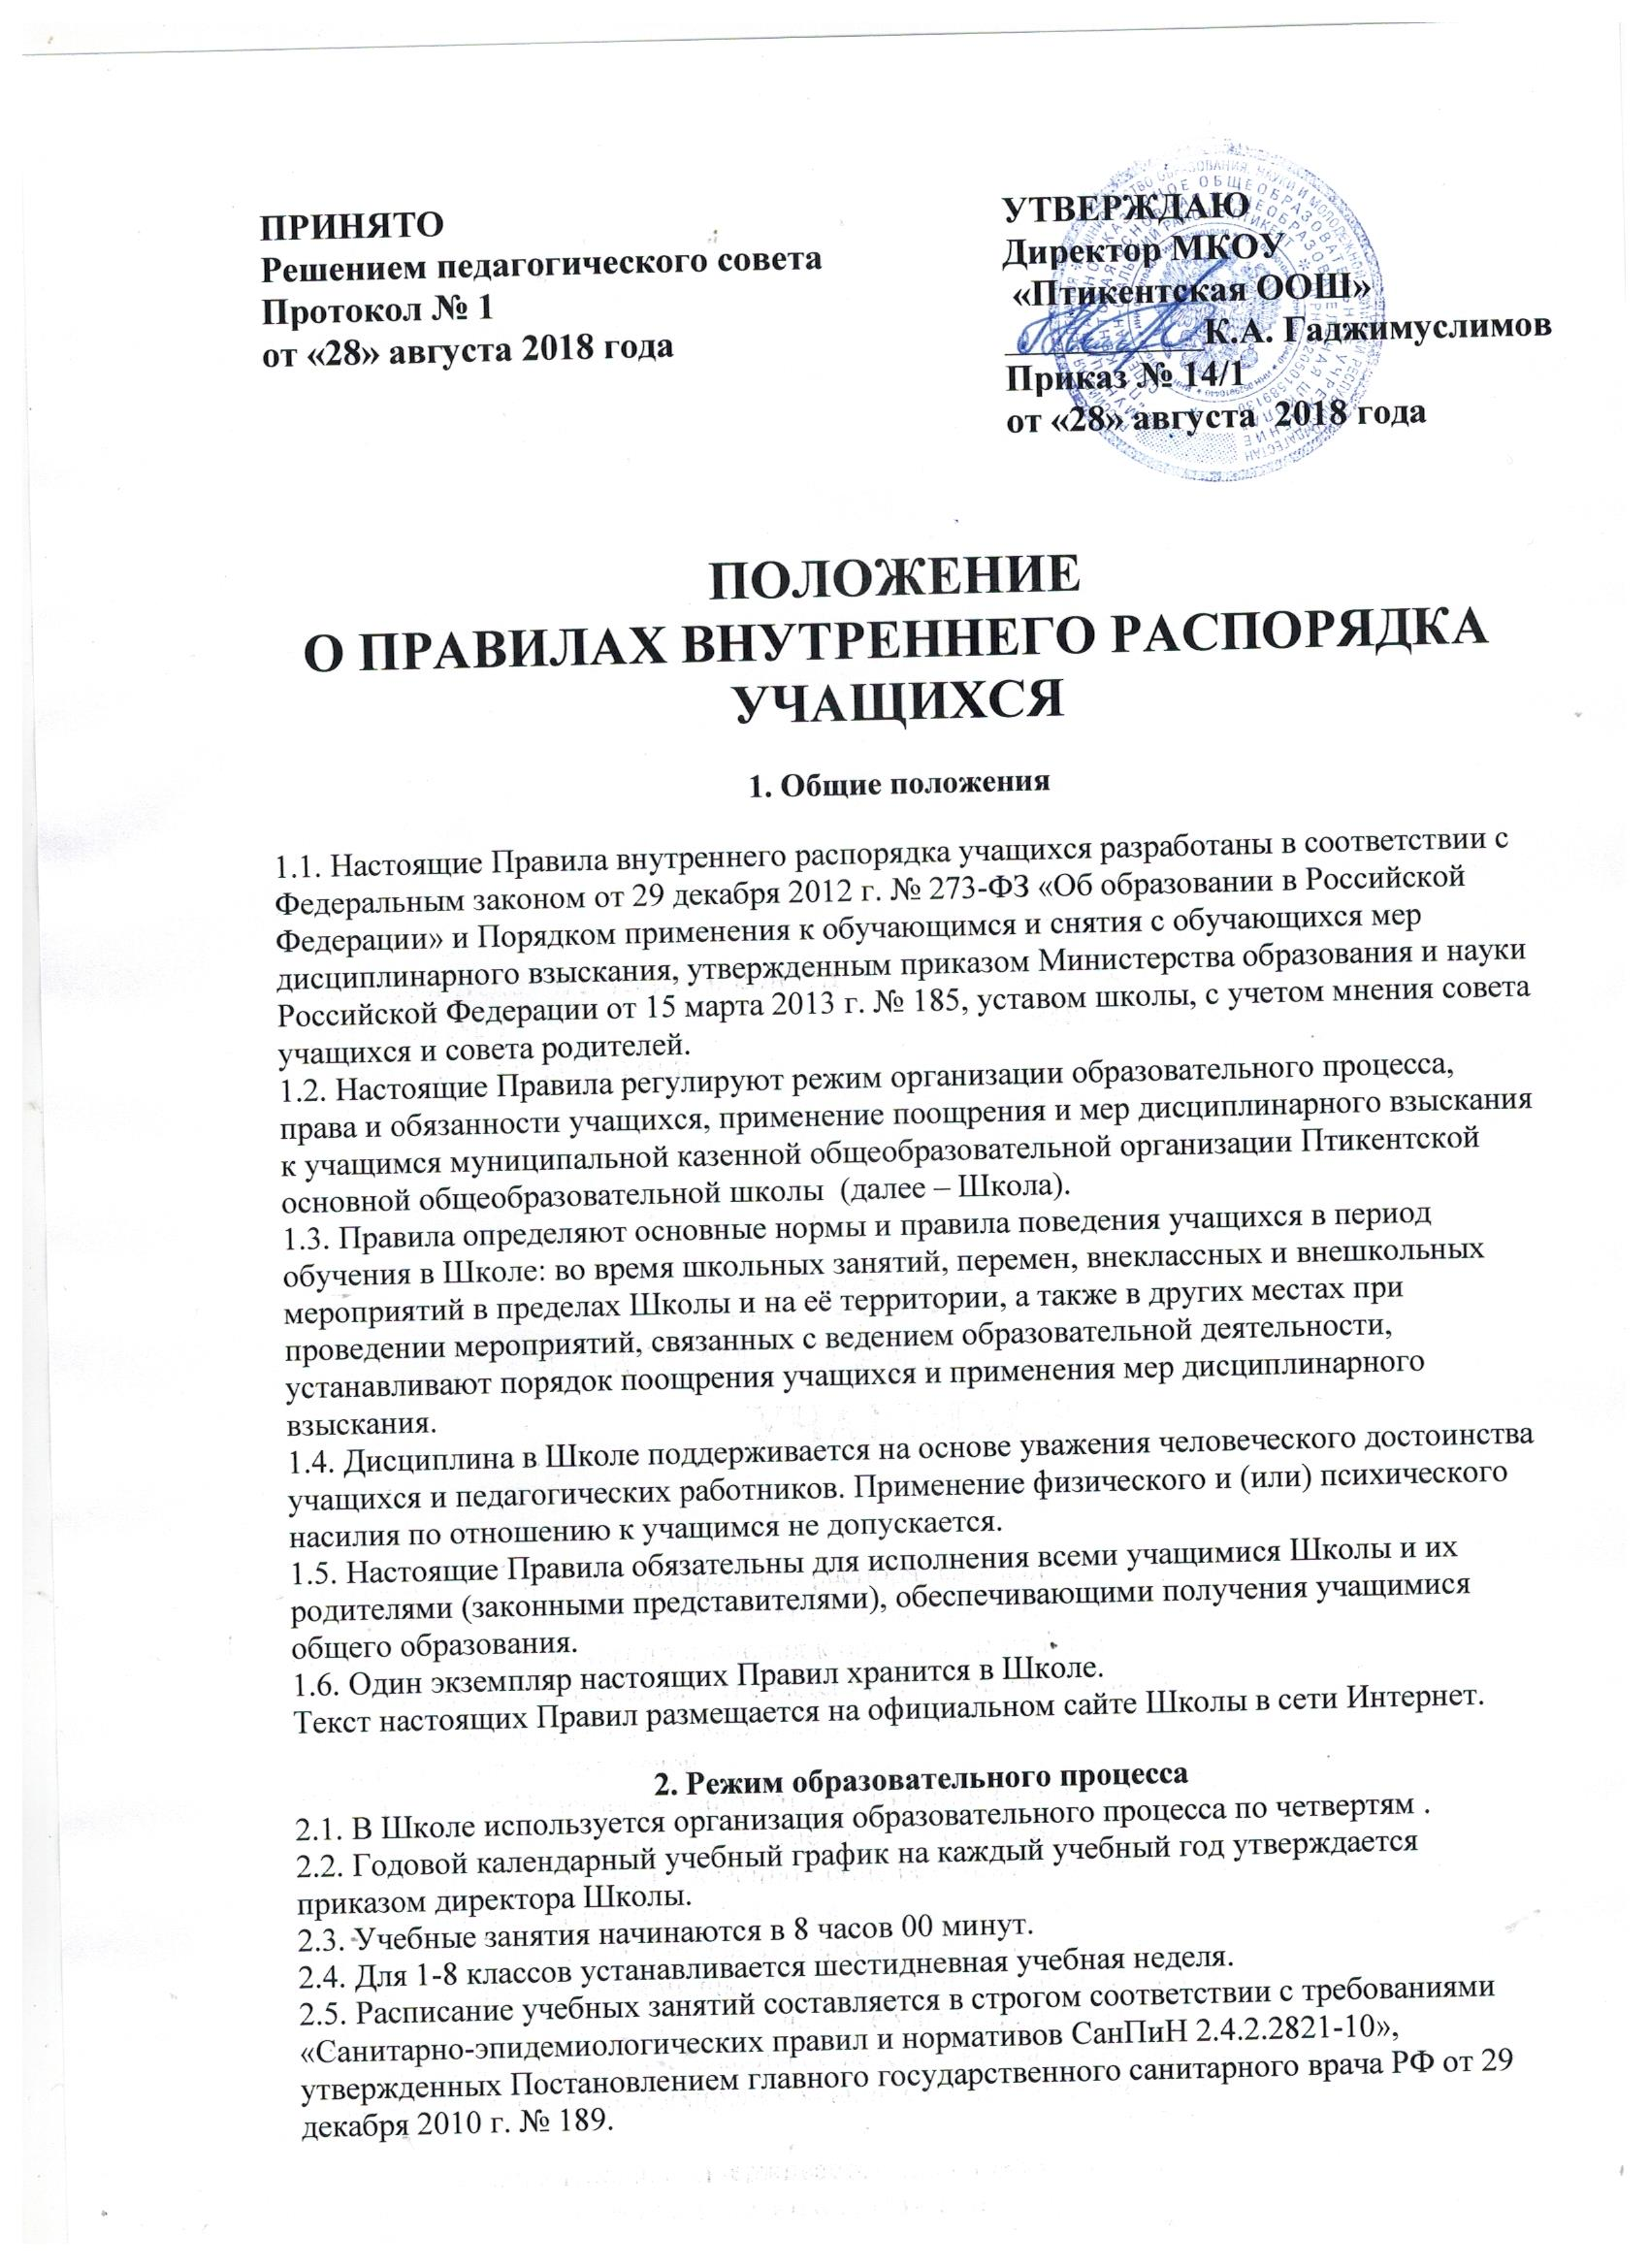 ПРИНЯТО
Решением педагогического совета
Протокол № 1
от «28» августа 2018 года
УТВЕРЖДАЮ
Директор МКОУ
«Птикентская ООШ»
____________К.А. Гаджимуслимов
Приказ № 14/1
от «28» августа 2018 года
ПОЛОЖЕНИЕ
О ПРАВИЛАХ ВНУТРЕННЕГО РАСПОРЯДКА
УЧАЩИХСЯ
1. Общие положения
1.1. Настоящие Правила внутреннего распорядка учащихся разработаны в соответствии с
Федеральным законом от 29 декабря 2012 г. № 273-ФЗ «Об образовании в Российской
Федерации» и Порядком применения к обучающимся и снятия с обучающихся мер
дисциплинарного взыскания, утвержденным приказом Министерства образования и науки
Российской Федерации от 15 марта 2013 г. № 185, уставом школы, с учетом мнения совета
учащихся и совета родителей.
1.2. Настоящие Правила регулируют режим организации образовательного процесса,
права и обязанности учащихся, применение поощрения и мер дисциплинарного взыскания
к учащимся муниципальной казенной общеобразовательной организации Птикентской
основной общеобразовательной школы (далее – Школа).
1.3. Правила определяют основные нормы и правила поведения учащихся в период
обучения в Школе: во время школьных занятий, перемен, внеклассных и внешкольных
мероприятий в пределах Школы и на её территории, а также в других местах при
проведении мероприятий, связанных с ведением образовательной деятельности,
устанавливают порядок поощрения учащихся и применения мер дисциплинарного
взыскания.
1.4. Дисциплина в Школе поддерживается на основе уважения человеческого достоинства
учащихся и педагогических работников. Применение физического и (или) психического
насилия по отношению к учащимся не допускается.
1.5. Настоящие Правила обязательны для исполнения всеми учащимися Школы и их
родителями (законными представителями), обеспечивающими получения учащимися
общего образования.
1.6. Один экземпляр настоящих Правил хранится в Школе.
Текст настоящих Правил размещается на официальном сайте Школы в сети Интернет.
2. Режим образовательного процесса
2.1. В Школе используется организация образовательного процесса по четвертям .
2.2. Годовой календарный учебный график на каждый учебный год утверждается
приказом директора Школы.
2.3. Учебные занятия начинаются в 8 часов 00 минут.
2.4. Для 1-8 классов устанавливается шестидневная учебная неделя.
2.5. Расписание учебных занятий составляется в строгом соответствии с требованиями
«Санитарно-эпидемиологических правил и нормативов СанПиН 2.4.2.2821-10»,
утвержденных Постановлением главного государственного санитарного врача РФ от 29
декабря 2010 г. № 189.